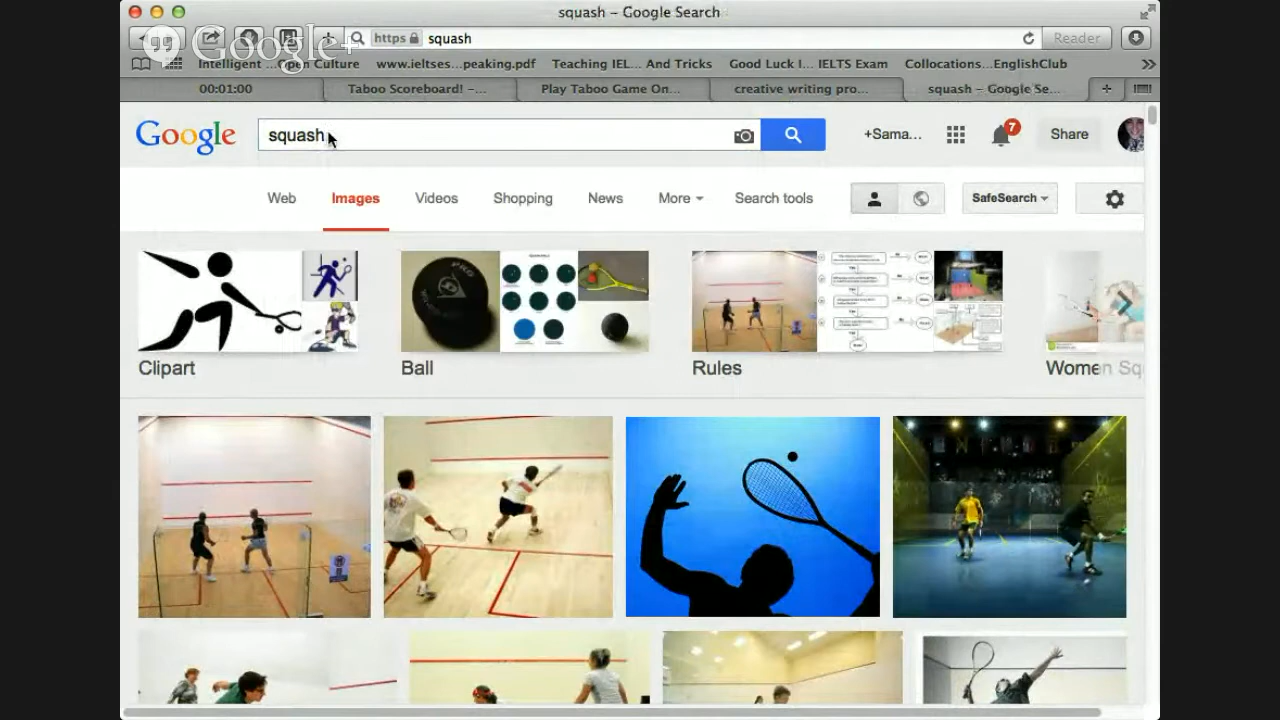 squash – Google Search
Google+
https squash
Reader
Intelligent ...Open Culture
www.ieltses...peaking.pdf
Teaching IEL... And Tricks
Good Luck I... IELTS Exam
Collocations...EnglishClub
00:01:00
Taboo Scoreboard! –...
Play Taboo Game On...
creative writing pro...
squash – Google Se...
Google
squash
+Sama...
7
Share
Web
Images
Videos
Shopping
News
More
Search tools
SafeSearch
PRO
Clipart
Ball
Rules
Women Sq